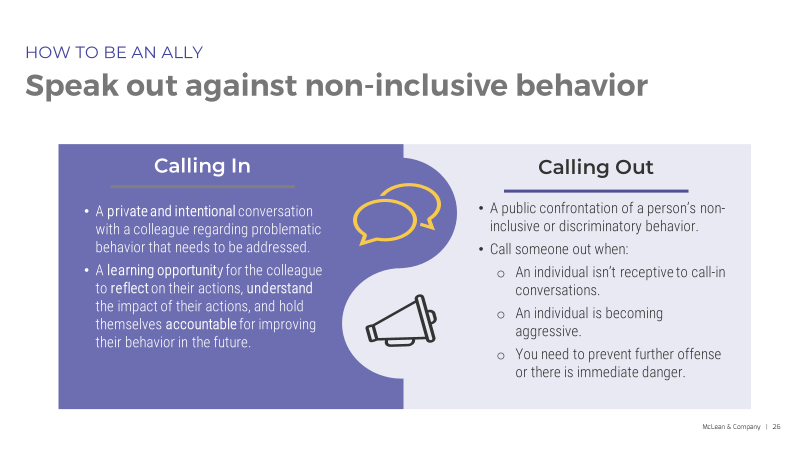 HOW TO BE AN ALLY
Speak out against non-inclusive behavior
Calling In
• A private and intentional conversation
with a colleague regarding problematic
behavior that needs to be addressed.
• A learning opportunity for the colleague
to reflect on their actions, understand
the impact of their actions, and hold
themselves accountable for improving
their behavior in the future.
Calling Out
• A public confrontation of a person’s non-
inclusive or discriminatory behavior.
• Call someone out when:
o An individual isn’t receptive to call-in
conversations.
o An individual is becoming
aggressive.
o You need to prevent further offense
or there is immediate danger.
McLean & Company | 26